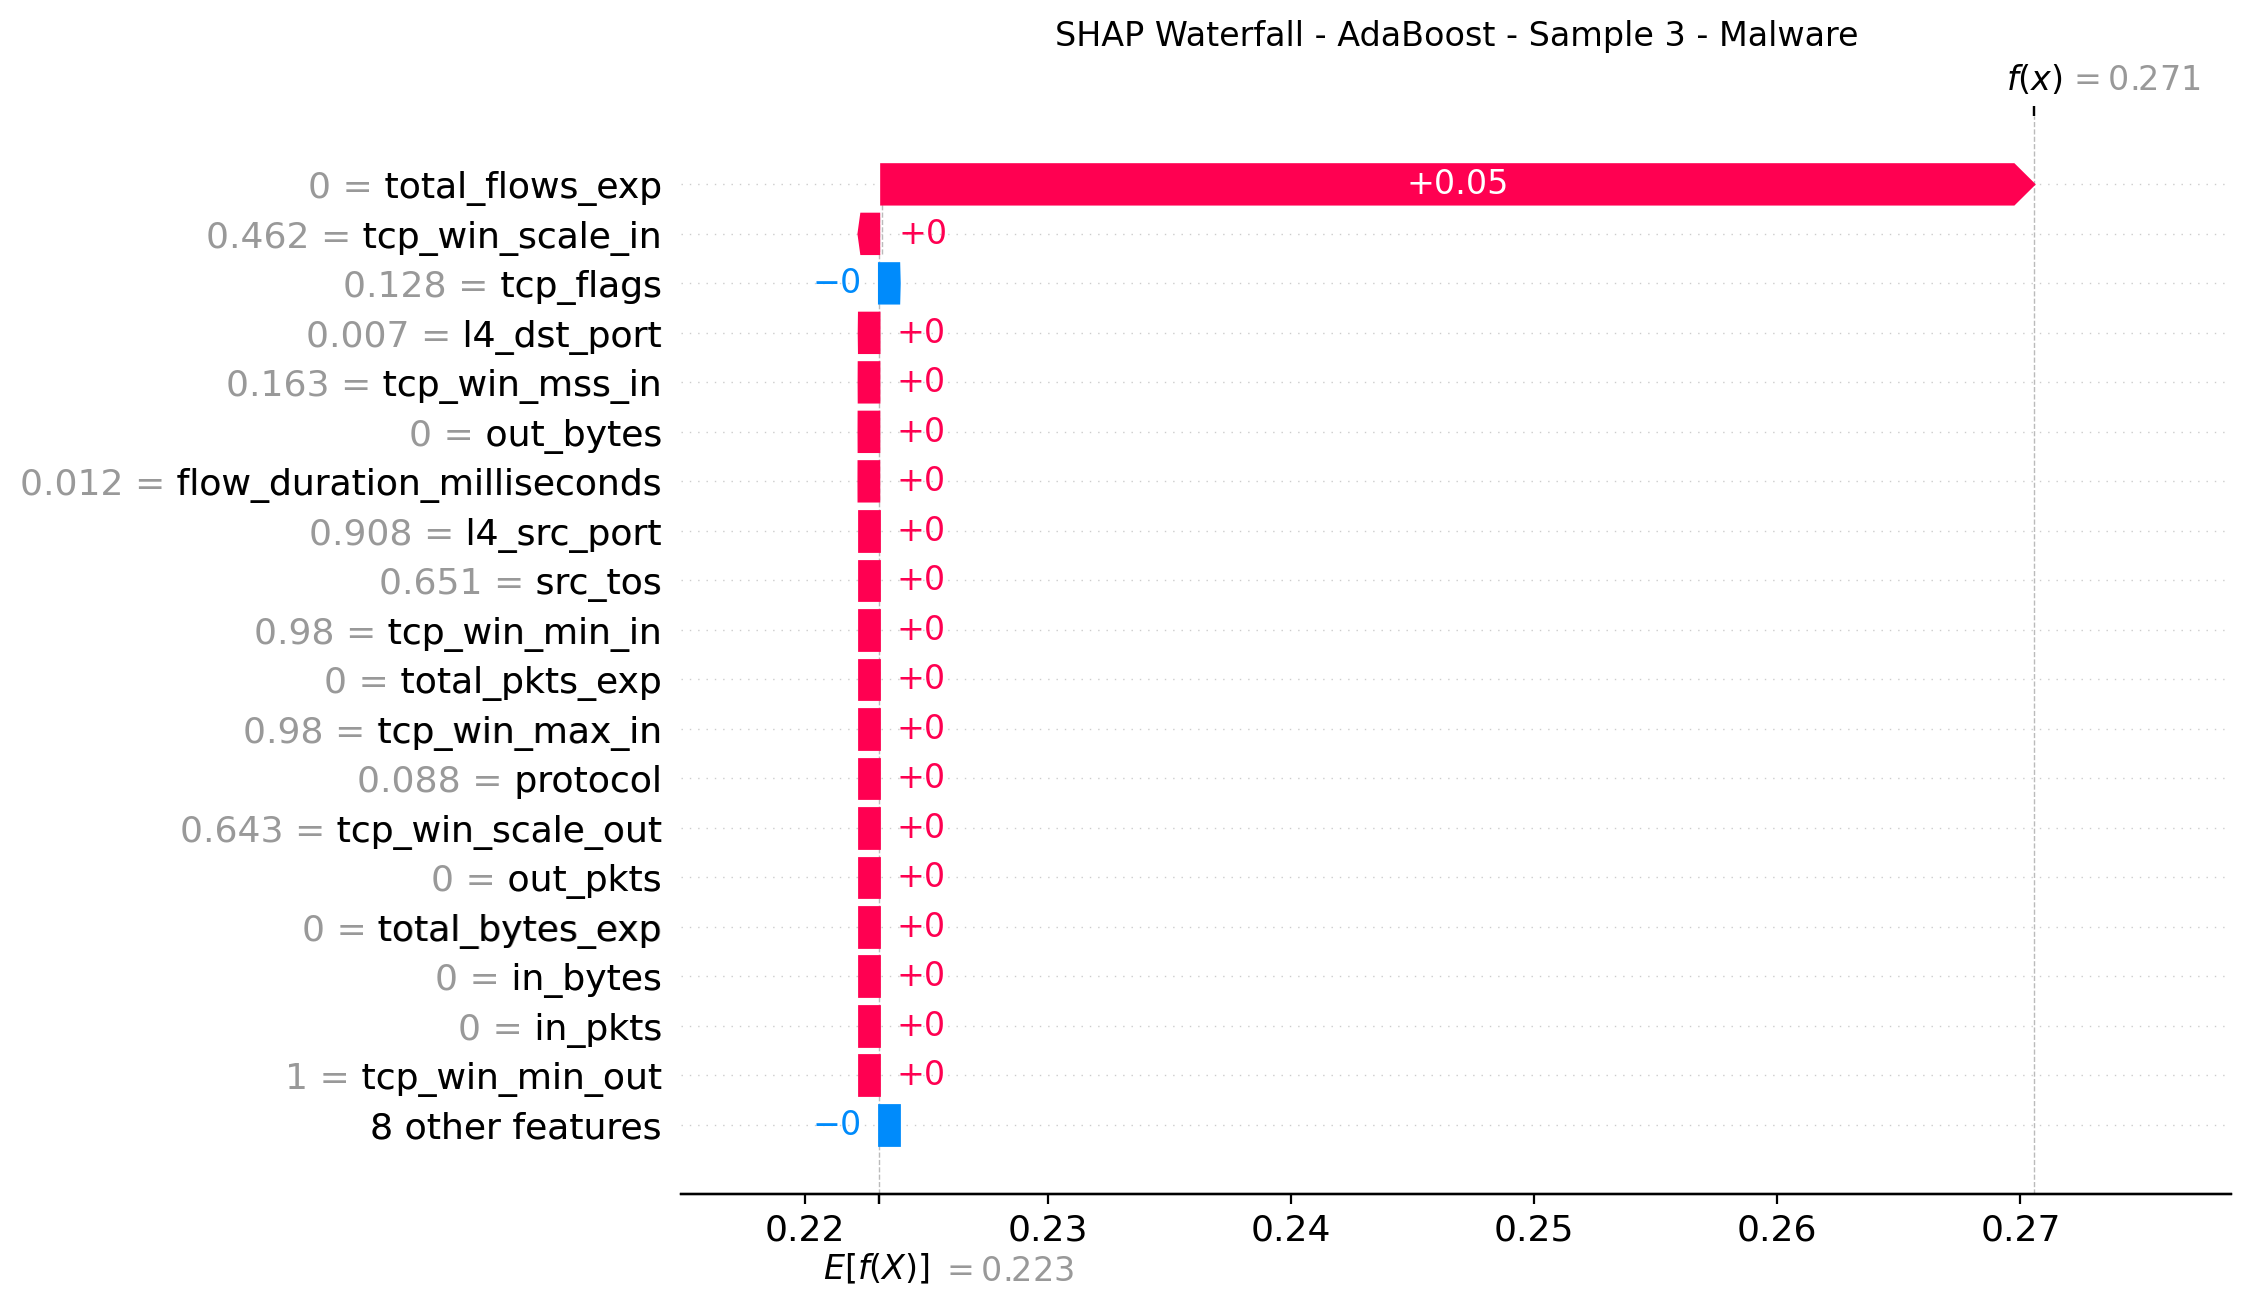 SHAP Waterfall - AdaBoost - Sample 3 - Malware
f(x) = 0.271
0 = total_flows_exp +0.05
0.462 = tcp_win_scale_in +0
0.128 = tcp_flags −0
0.007 = l4_dst_port +0
0.163 = tcp_win_mss_in +0
0 = out_bytes +0
0.012 = flow_duration_milliseconds +0
0.908 = l4_src_port +0
0.651 = src_tos +0
0.98 = tcp_win_min_in +0
0 = total_pkts_exp +0
0.98 = tcp_win_max_in +0
0.088 = protocol +0
0.643 = tcp_win_scale_out +0
0 = out_pkts +0
0 = total_bytes_exp +0
0 = in_bytes +0
0 = in_pkts +0
1 = tcp_win_min_out +0
8 other features −0
0.22 0.23 0.24 0.25 0.26 0.27
E[f(X)] = 0.223